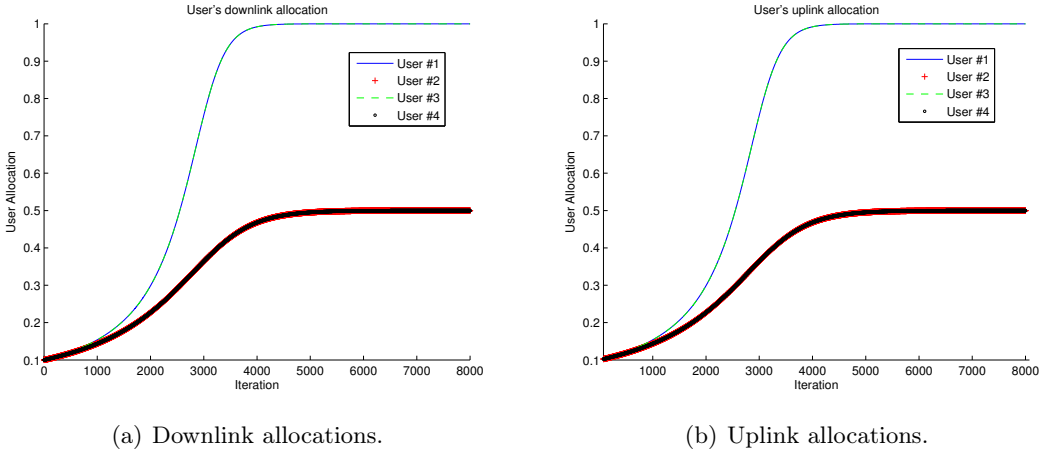 User's downlink allocation
1
0.9
0.8
0.7
0.6
0.5
0.4
0.3
0.2
0.1
User Allocation
0 1000 2000 3000 4000 5000 6000 7000 8000
Iteration
User #1
User #2
User #3
User #4
(a) Downlink allocations.
User's uplink allocation
1
0.9
0.8
0.7
0.6
0.5
0.4
0.3
0.2
0.1
User Allocation
1000 2000 3000 4000 5000 6000 7000 8000
Iteration
User #1
User #2
User #3
User #4
(b) Uplink allocations.